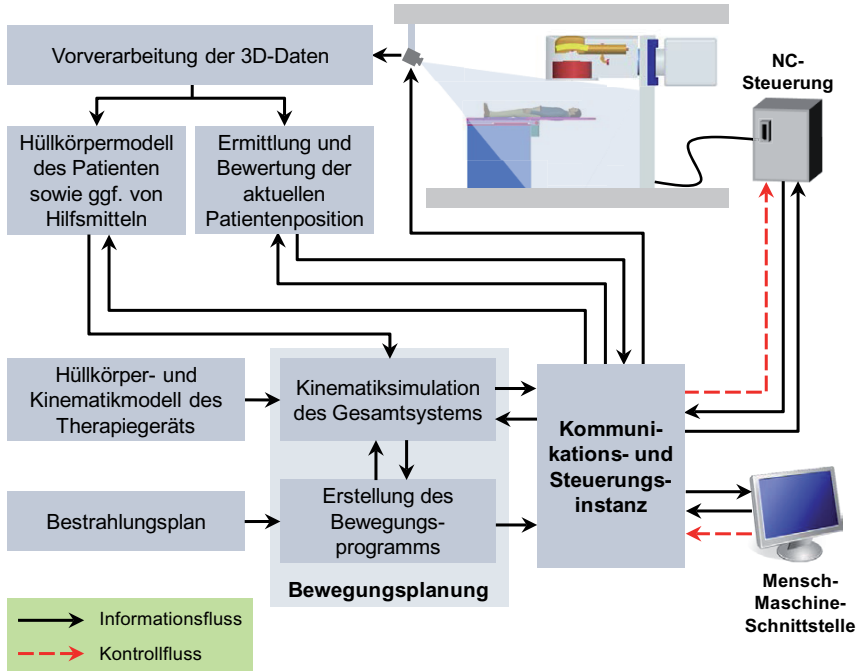 Vorverarbeitung der 3D-Daten
NC-
Steuerung
Hüllkörpermodell
des Patienten
sowie ggf. von
Hilfsmitteln
Ermittlung und
Bewertung der
aktuellen
Patientenposition
Hüllkörper- und
Kinematikmodell des
Therapiegeräts
Kinematiksimulation
des Gesamtsystems
Kommuni-
kations- und
Steuerungs-
instanz
Bestrahlungsplan
Erstellung des
Bewegungs-
programms
Bewegungsplanung
Mensch-
Maschine-
Schnittstelle
Informationsfluss
Kontrollfluss